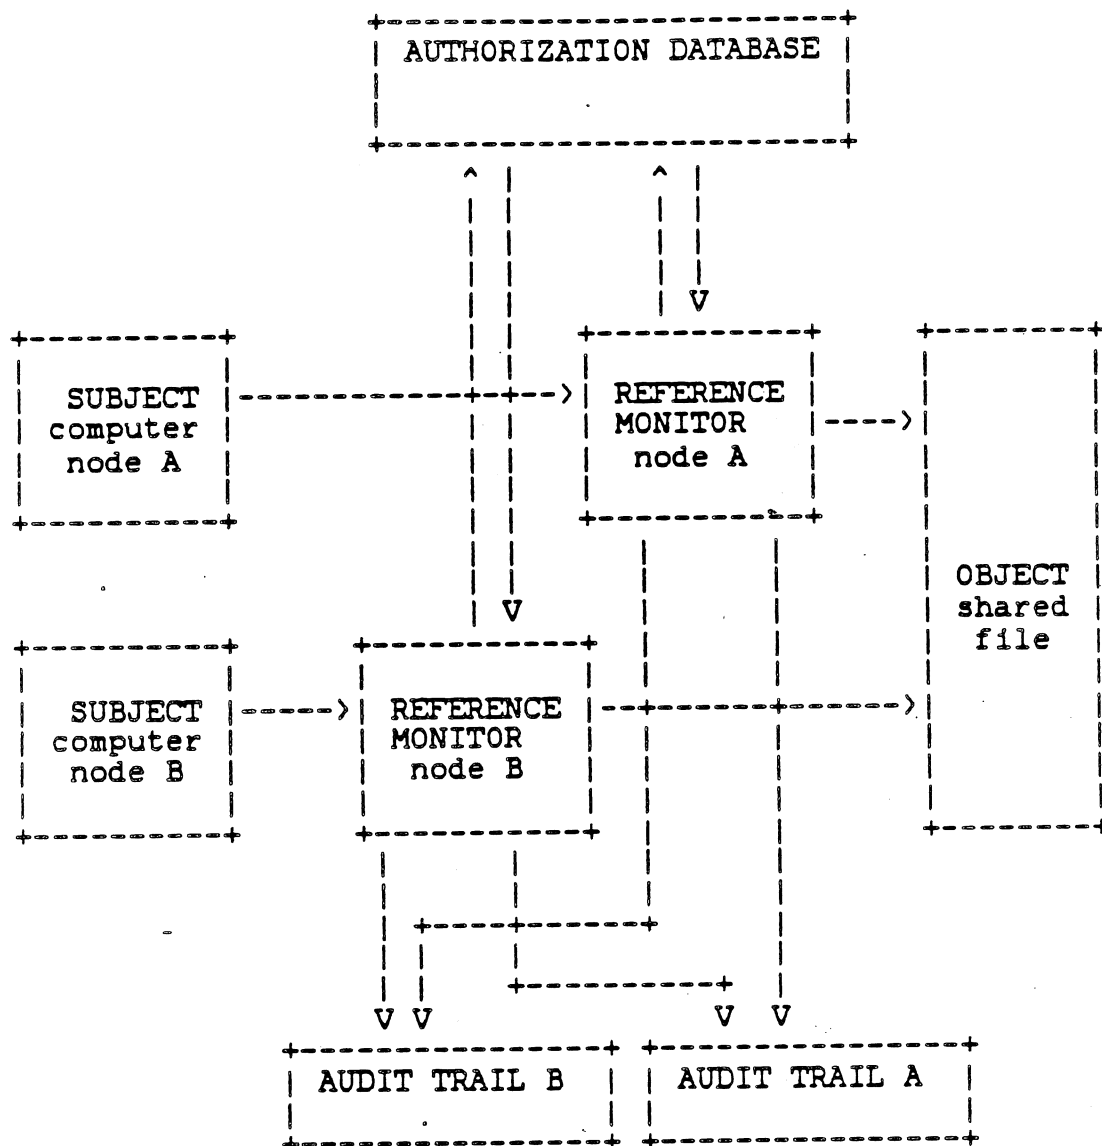 AUTHORIZATION DATABASE
SUBJECT
computer
node A
REFERENCE
MONITOR
node A
OBJECT
shared
file
SUBJECT
computer
node B
REFERENCE
MONITOR
node B
AUDIT TRAIL B
AUDIT TRAIL A